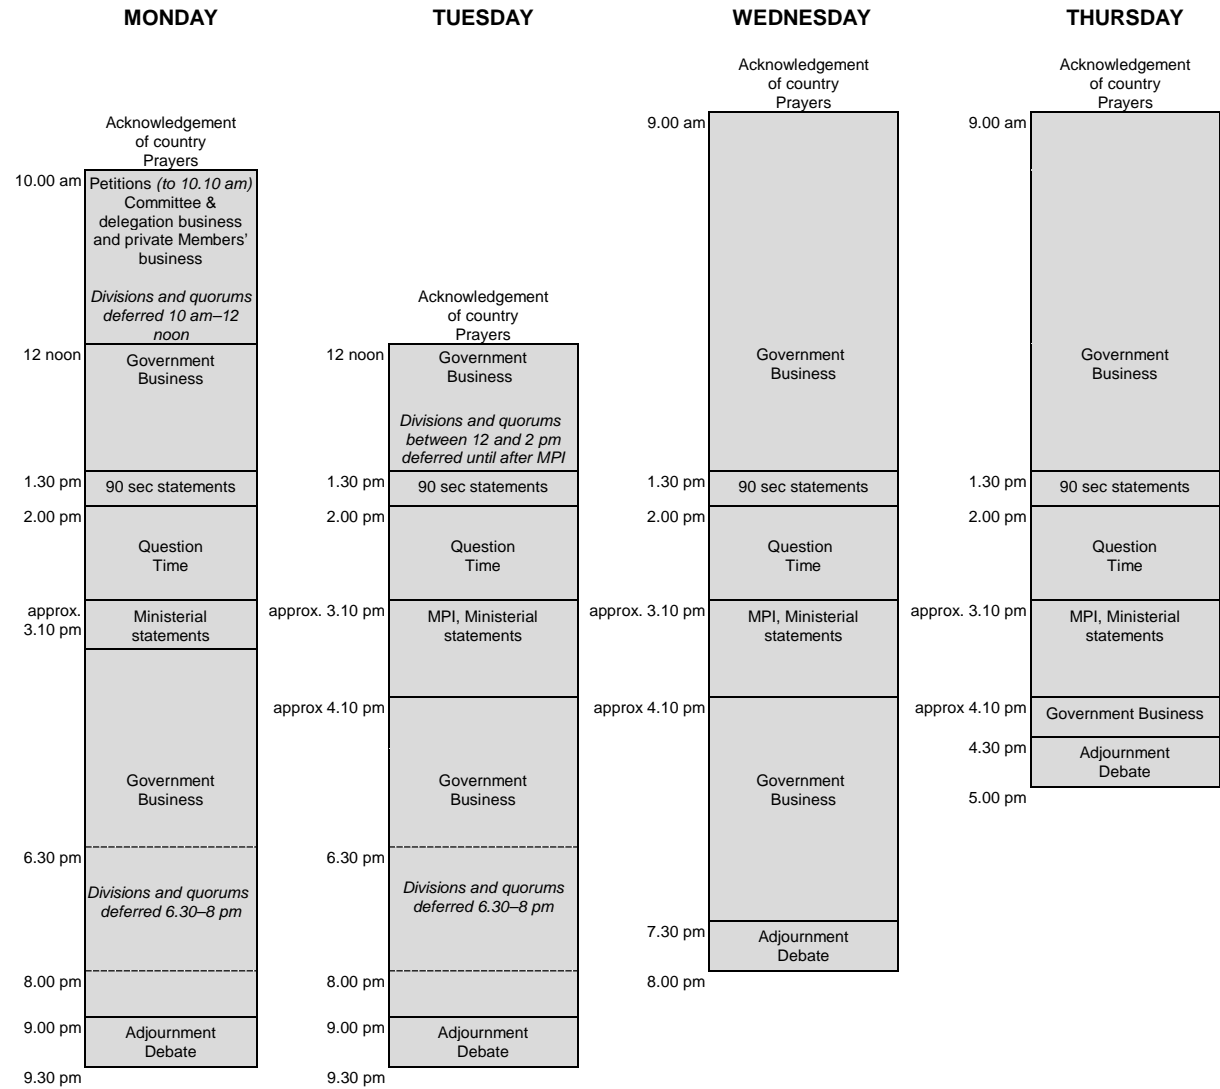 MONDAY
Acknowledgement
of country
Prayers
10.00 am
Petitions (to 10.10 am)
Committee &
delegation business
and private Members’
business
Divisions and quorums
deferred 10 am–12
noon
12 noon
Government
Business
1.30 pm
90 sec statements
2.00 pm
Question
Time
approx.
3.10 pm
Ministerial
statements
Government
Business
6.30 pm
Divisions and quorums
deferred 6.30–8 pm
8.00 pm
9.00 pm
Adjournment
Debate
9.30 pm
TUESDAY
Acknowledgement
of country
Prayers
12 noon
Government
Business
Divisions and quorums
between 12 and 2 pm
deferred until after MPI
1.30 pm
90 sec statements
2.00 pm
Question
Time
approx. 3.10 pm
MPI, Ministerial
statements
approx 4.10 pm
Government
Business
6.30 pm
Divisions and quorums
deferred 6.30–8 pm
8.00 pm
9.00 pm
Adjournment
Debate
9.30 pm
WEDNESDAY
Acknowledgement
of country
Prayers
9.00 am
Government
Business
1.30 pm
90 sec statements
2.00 pm
Question
Time
approx. 3.10 pm
MPI, Ministerial
statements
approx 4.10 pm
Government
Business
7.30 pm
Adjournment
Debate
8.00 pm
THURSDAY
Acknowledgement
of country
Prayers
9.00 am
Government
Business
1.30 pm
90 sec statements
2.00 pm
Question
Time
approx. 3.10 pm
MPI, Ministerial
statements
approx 4.10 pm
Government Business
4.30 pm
Adjournment
Debate
5.00 pm